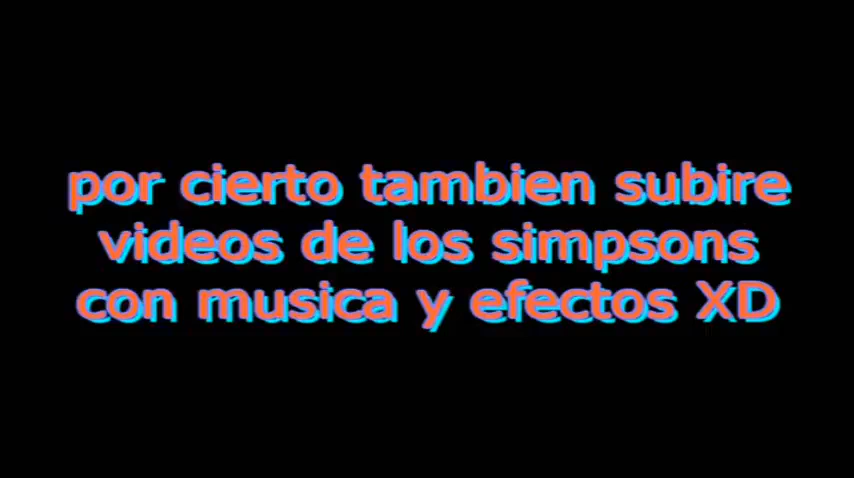 por cierto tambien subire
videos de los simpsons
con musica y efectos XD